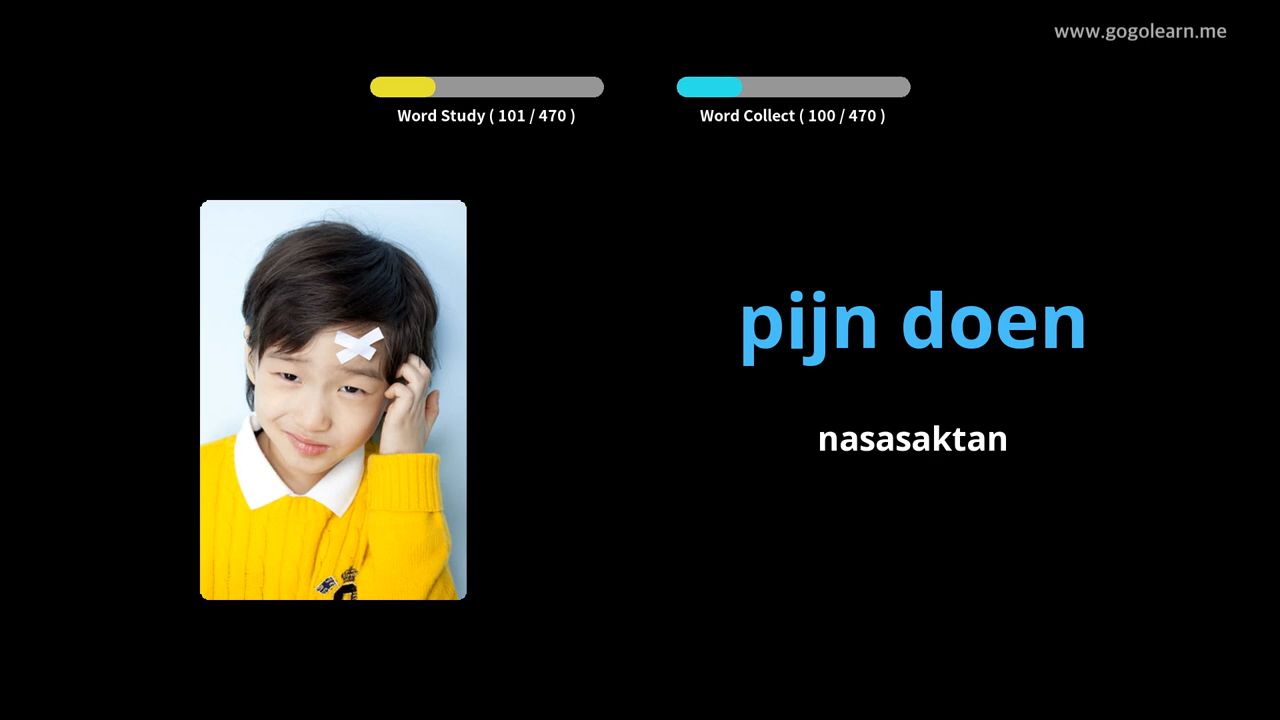 www.gogolearn.me
Word Study ( 101 / 470 )
Word Collect ( 100 / 470 )
pijn doen
nasasaktan